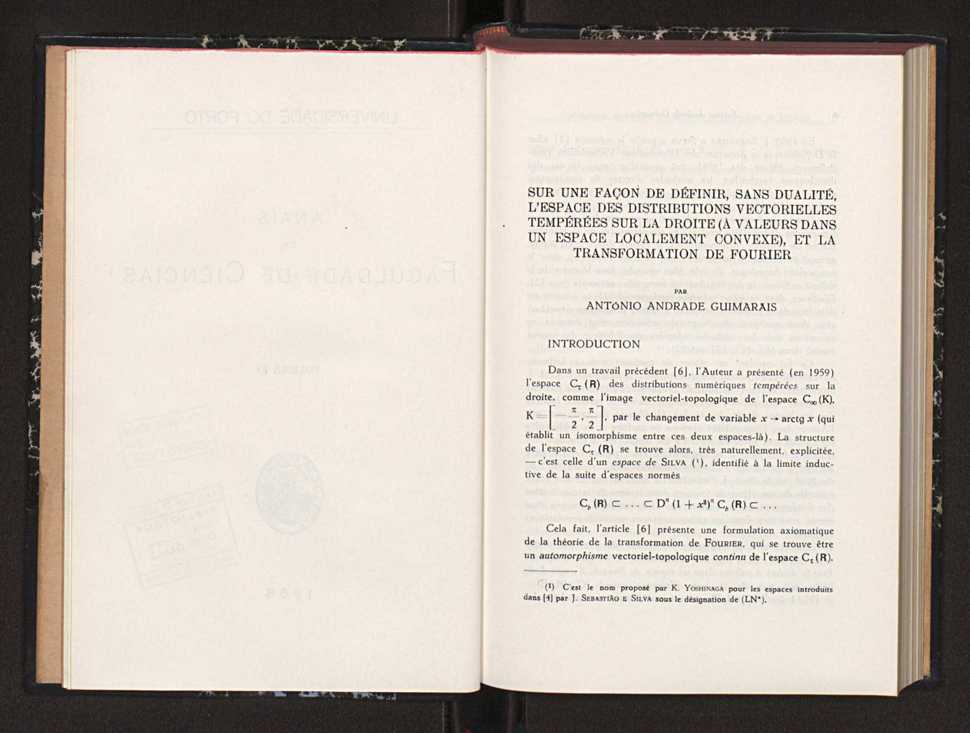 SUR UNE FAÇON DE DÉFINIR, SANS DUALITÉ,
L'ESPACE DES DISTRIBUTIONS VECTORIELLES
TEMPÉRÉES SUR LA DROITE (À VALEURS DANS
UN ESPACE LOCALEMENT CONVEXE), ET LA
TRANSFORMATION DE FOURIER
PAR
ANTÓNIO ANDRADE GUIMARAIS
INTRODUCTION
Dans un travail précédent [6], l'Auteur a présenté (en 1959)
l'espace C_τ (R) des distributions numériques tempérées sur la
droite, comme l'image vectoriel-topologique de l'espace C_∞ (K),
K = [— π/2, π/2], par le changement de variable x → arctg x (qui
établit un isomorphisme entre ces deux espaces-là). La structure
de l'espace C_τ (R) se trouve alors, très naturellement, explicitée,
— c'est celle d'un espace de SILVA (¹), identifié à la limite induc-
tive de la suite d'espaces normés
C_b (R) ⊂ ... ⊂ Dⁿ (1 + x²)ⁿ C_b (R) ⊂ ...
Cela fait, l'article [6] présente une formulation axiomatique
de la théorie de la transformation de FOURIER, qui se trouve être
un automorphisme vectoriel-topologique continu de l'espace C_τ (R).
(¹) C'est le nom proposé par K. YOSHINAGA pour les espaces introduits
dans [4] par J. SEBASTIÃO E SILVA sous le désignation de (LN*).
UNIVERSIDADE DO PORTO
ANAIS
DA
FACULDADE DE CIÊNCIAS